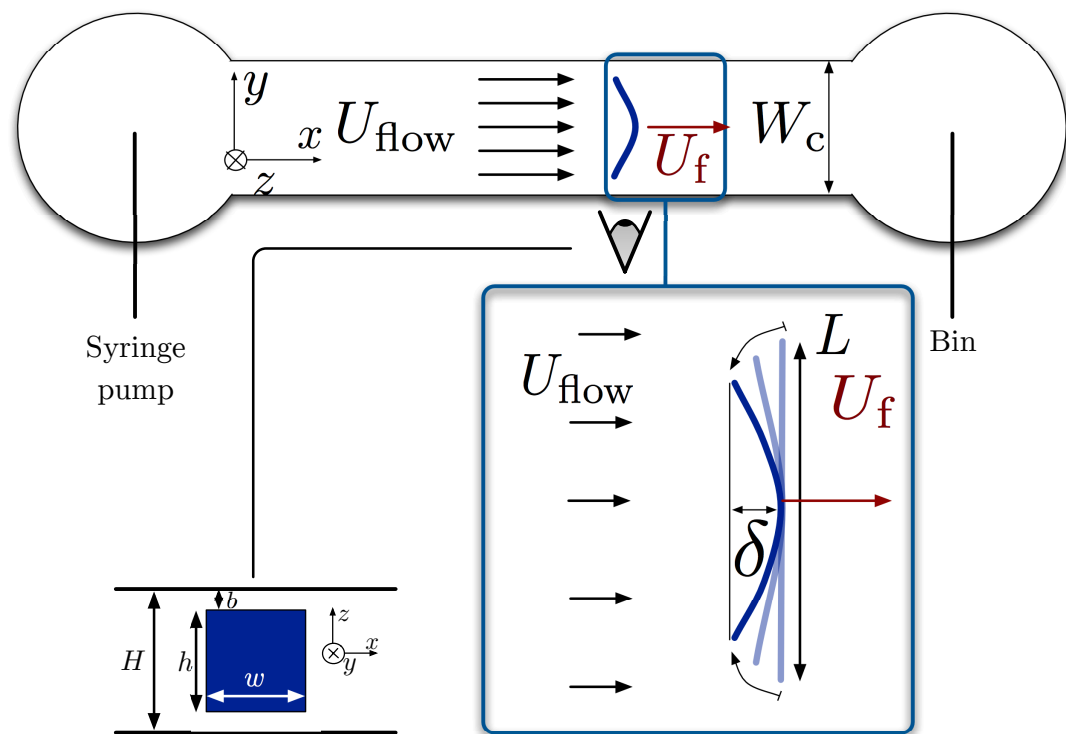 y
x
z
U_flow
U_f
W_c
Syringe
pump
Bin
U_flow
L
U_f
δ
b
z
x
y
H
h
w